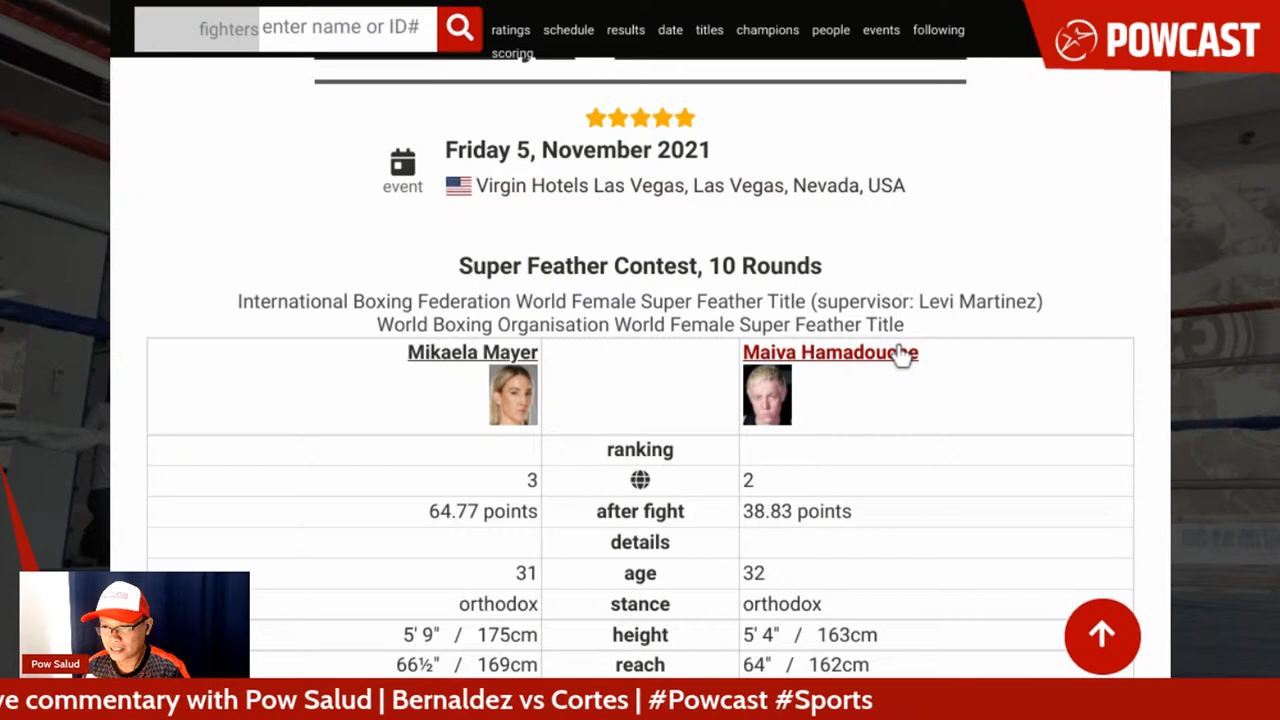 fighters enter name or ID#
ratings schedule results date titles champions people events following
scoring
POWCAST
event
Friday 5, November 2021
Virgin Hotels Las Vegas, Las Vegas, Nevada, USA
Super Feather Contest, 10 Rounds
International Boxing Federation World Female Super Feather Title (supervisor: Levi Martinez)
World Boxing Organisation World Female Super Feather Title
Mikaela Mayer Maiva Hamadouche
ranking
3 2
64.77 points after fight 38.83 points
details
31 age 32
orthodox stance orthodox
5' 9" / 175cm height 5' 4" / 163cm
66½" / 169cm reach 64" / 162cm
Pow Salud
ve commentary with Pow Salud | Bernaldez vs Cortes | #Powcast #Sports